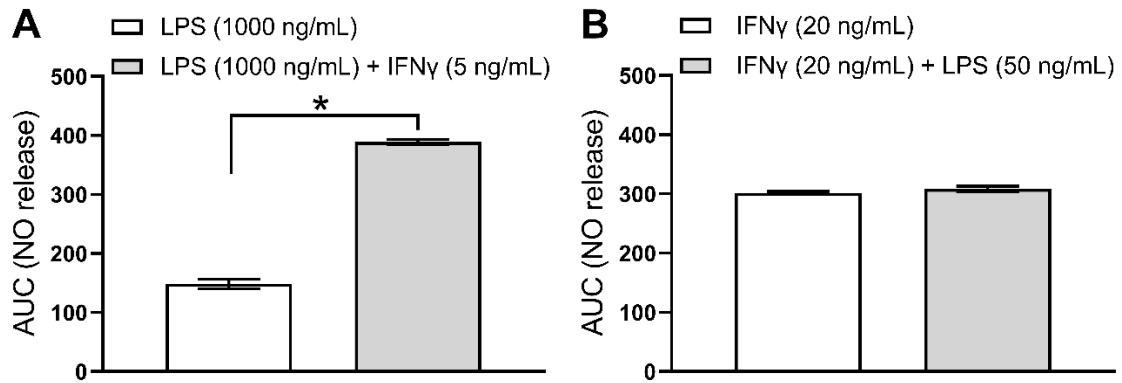 A
LPS (1000 ng/mL)
LPS (1000 ng/mL) + IFNγ (5 ng/mL)
500
400
300
200
100
0
AUC (NO release)
*
B
IFNγ (20 ng/mL)
IFNγ (20 ng/mL) + LPS (50 ng/mL)
500
400
300
200
100
0
AUC (NO release)